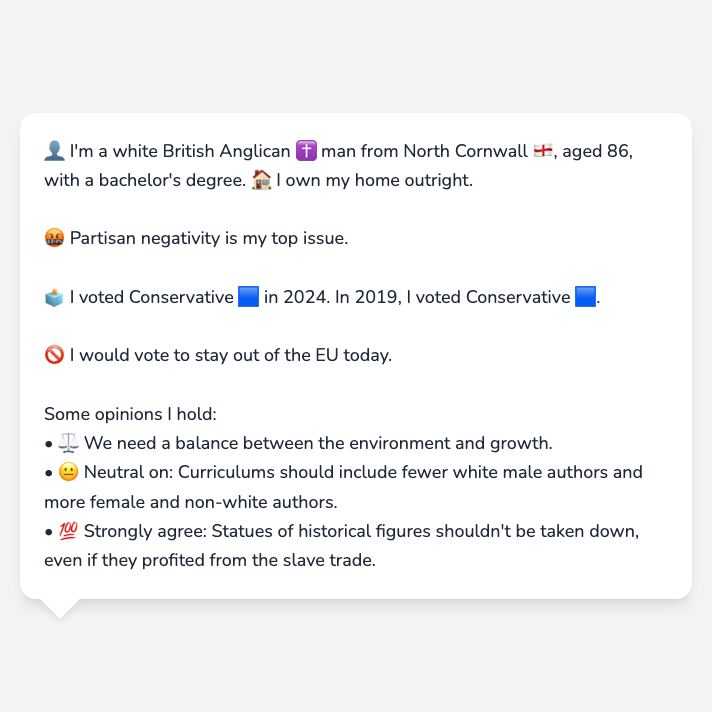 👤 I'm a white British Anglican ✝️ man from North Cornwall 🏴󠁧󠁢󠁥󠁮󠁧󠁿, aged 86,
with a bachelor's degree. 🏠 I own my home outright.
🤬 Partisan negativity is my top issue.
🗳️ I voted Conservative 🟦 in 2024. In 2019, I voted Conservative 🟦.
🚫 I would vote to stay out of the EU today.
Some opinions I hold:
• ⚖️ We need a balance between the environment and growth.
• 😐 Neutral on: Curriculums should include fewer white male authors and
more female and non-white authors.
• 💯 Strongly agree: Statues of historical figures shouldn't be taken down,
even if they profited from the slave trade.